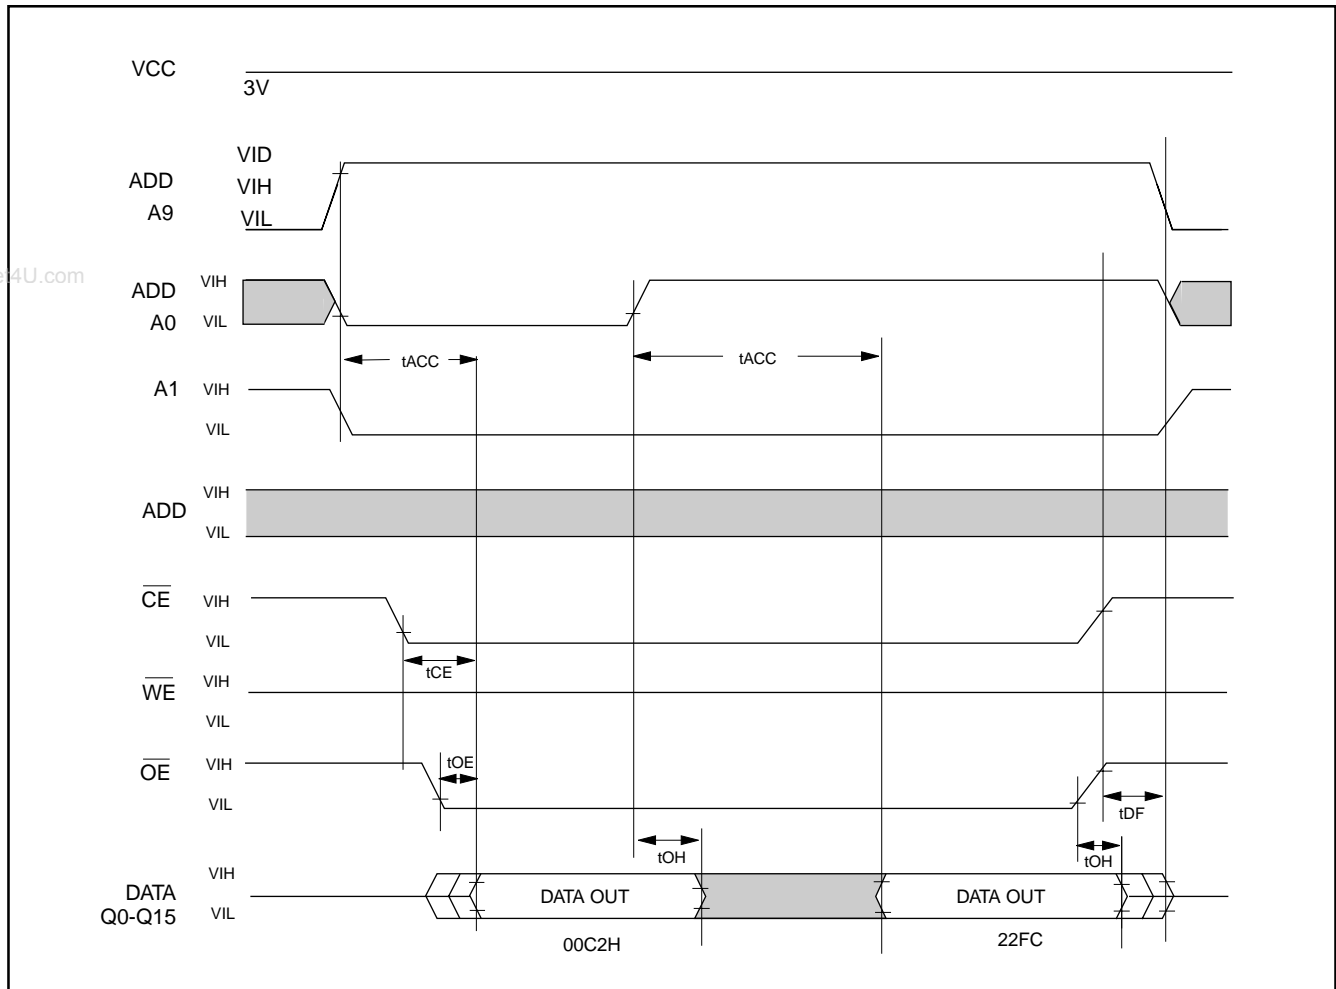 VCC
3V
VID
ADD
VIH
A9
VIL
et4U.com
VIH
ADD
A0
VIL
tACC
tACC
A1
VIH
VIL
VIH
ADD
VIL
CE
VIH
VIL
tCE
WE
VIH
VIL
OE
VIH
tOE
VIL
tDF
tOH
tOH
VIH
DATA
DATA OUT
DATA OUT
Q0-Q15
VIL
00C2H
22FC